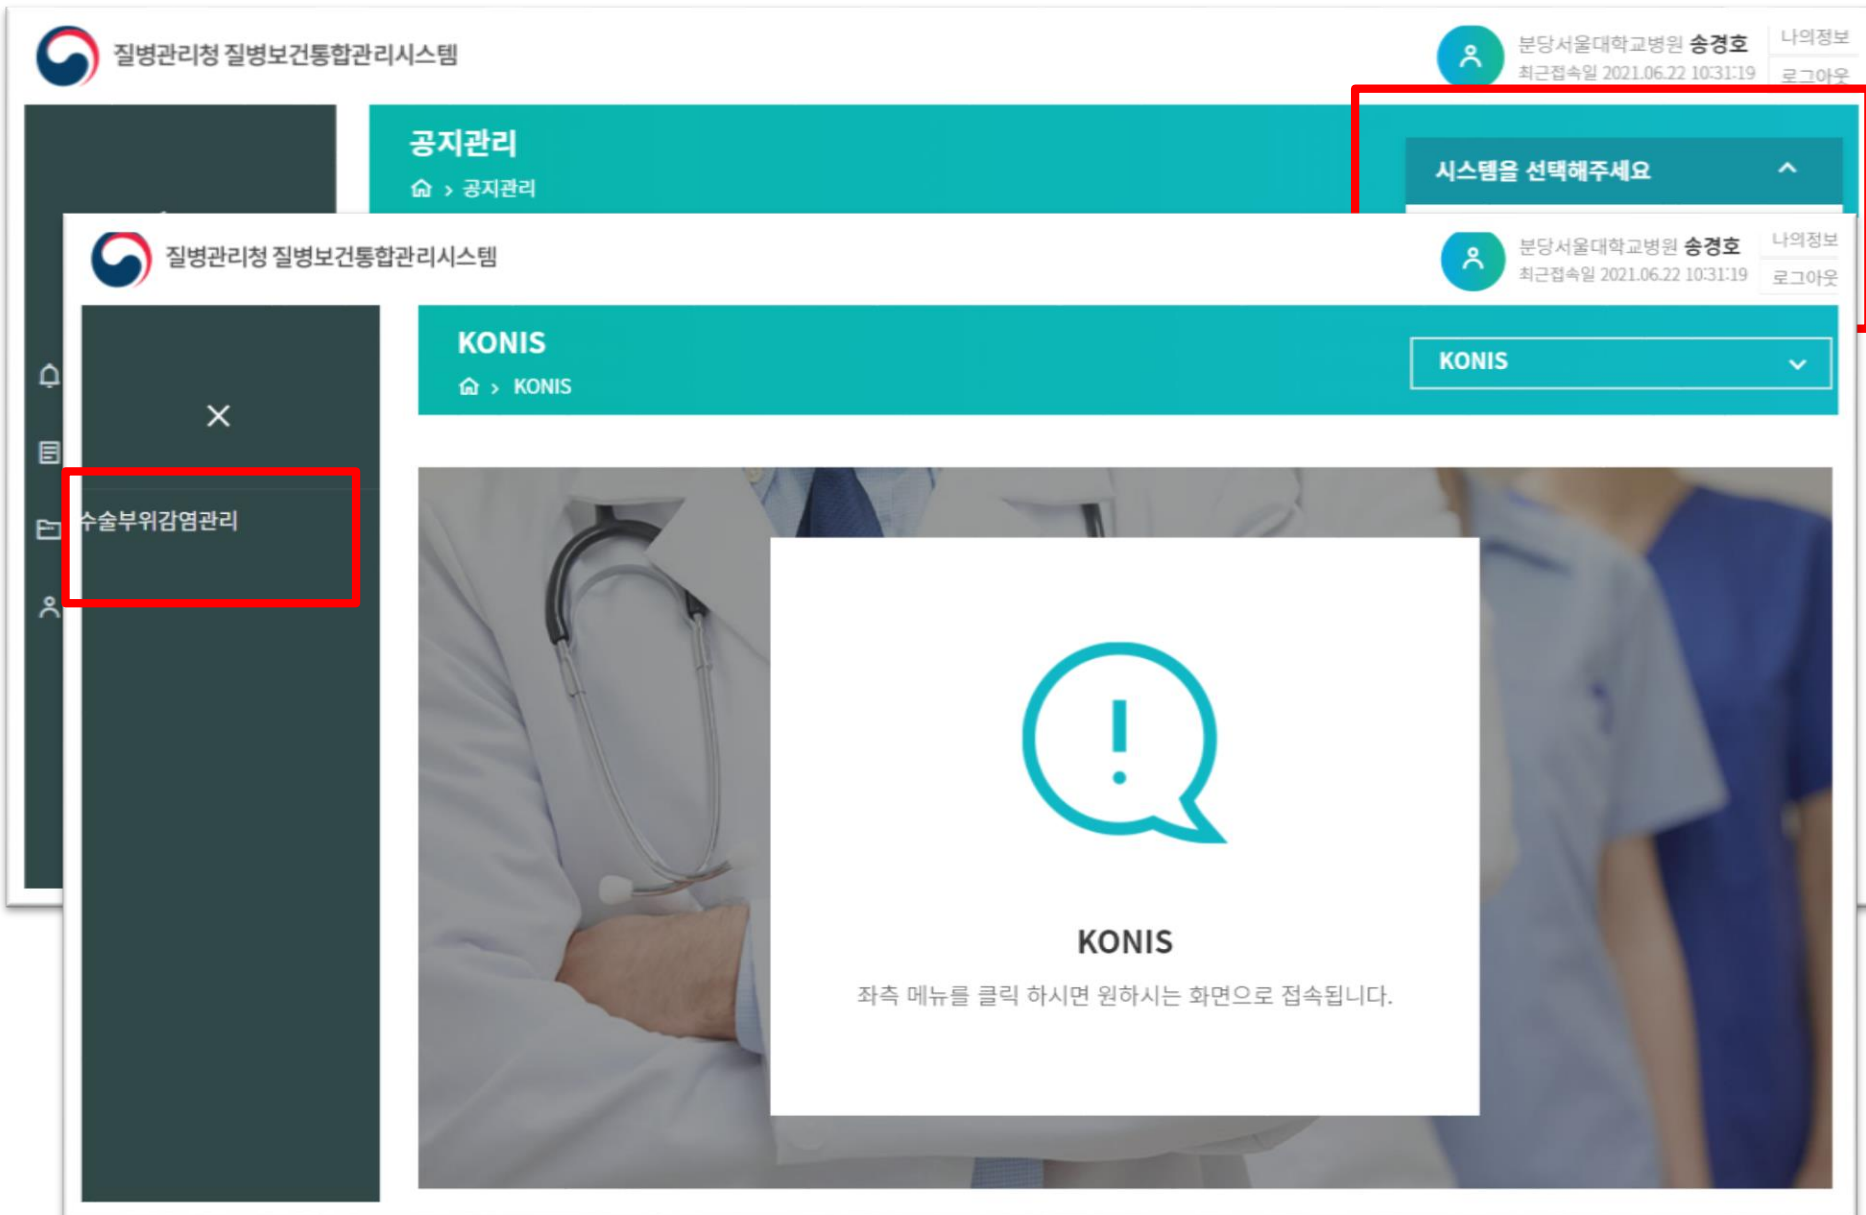 질병관리청 질병보건통합관리시스템
분당서울대학교병원 송경호
최근접속일 2021.06.22 10:31:19
나의정보
로그아웃
공지관리
> 공지관리
시스템을 선택해주세요
질병관리청 질병보건통합관리시스템
분당서울대학교병원 송경호
최근접속일 2021.06.22 10:31:19
나의정보
로그아웃
KONIS
> KONIS
KONIS
수술부위감염관리
KONIS
좌측 메뉴를 클릭 하시면 원하시는 화면으로 접속됩니다.